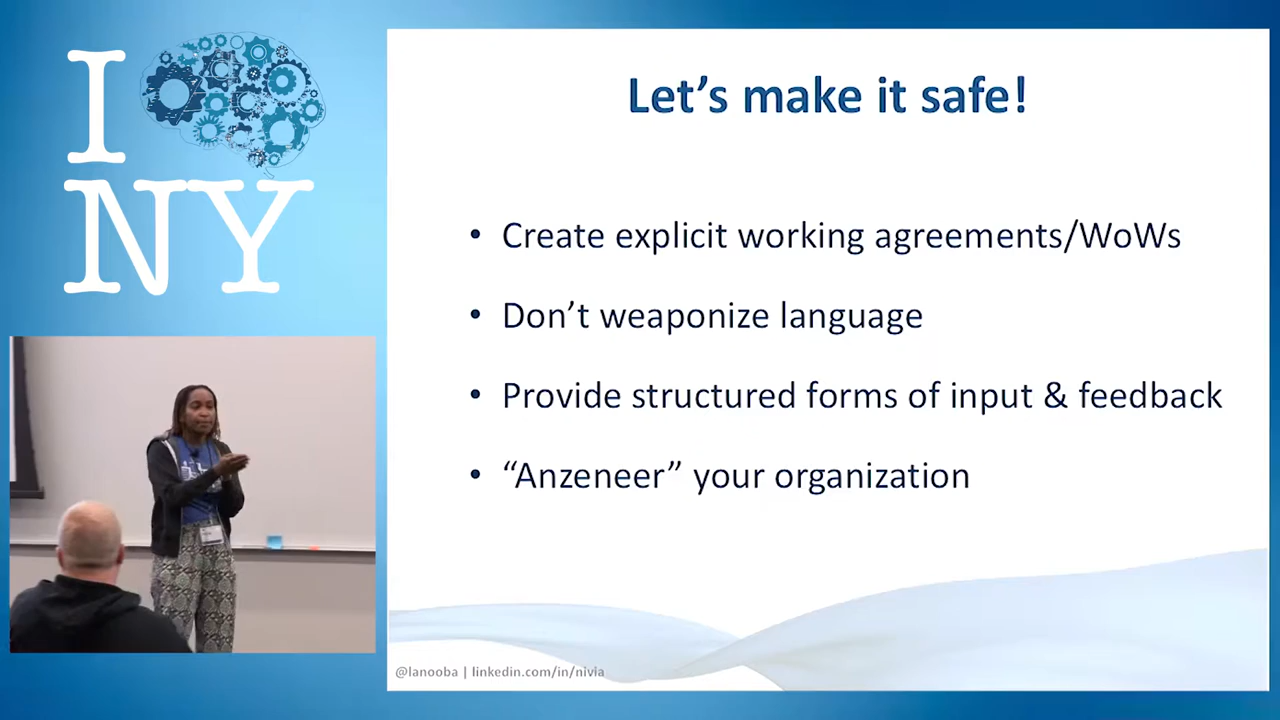 I
NY
Let's make it safe!
• Create explicit working agreements/WoWs
• Don't weaponize language
• Provide structured forms of input & feedback
• “Anzeneer” your organization
@lanooba | linkedin.com/in/nivia